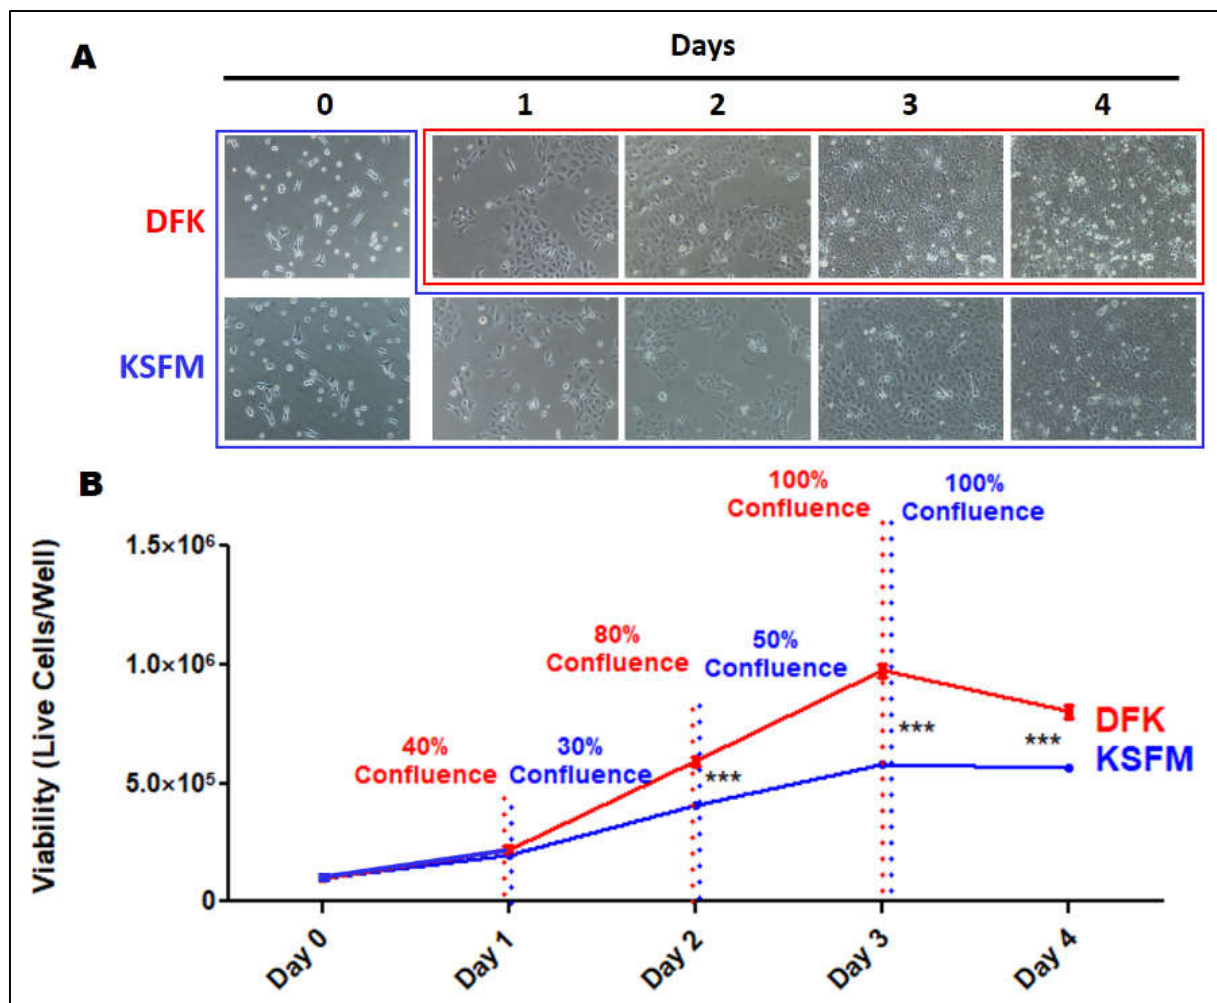 A
Days
0 1 2 3 4
DFK
KSFM
B
100%
Confluence
100%
Confluence
1.5×10⁶
80%
Confluence
50%
Confluence
1.0×10⁶
40%
Confluence
30%
Confluence
***
***
***
DFK
KSFM
5.0×10⁵
0
Viability (Live Cells/Well)
Day 0
Day 1
Day 2
Day 3
Day 4